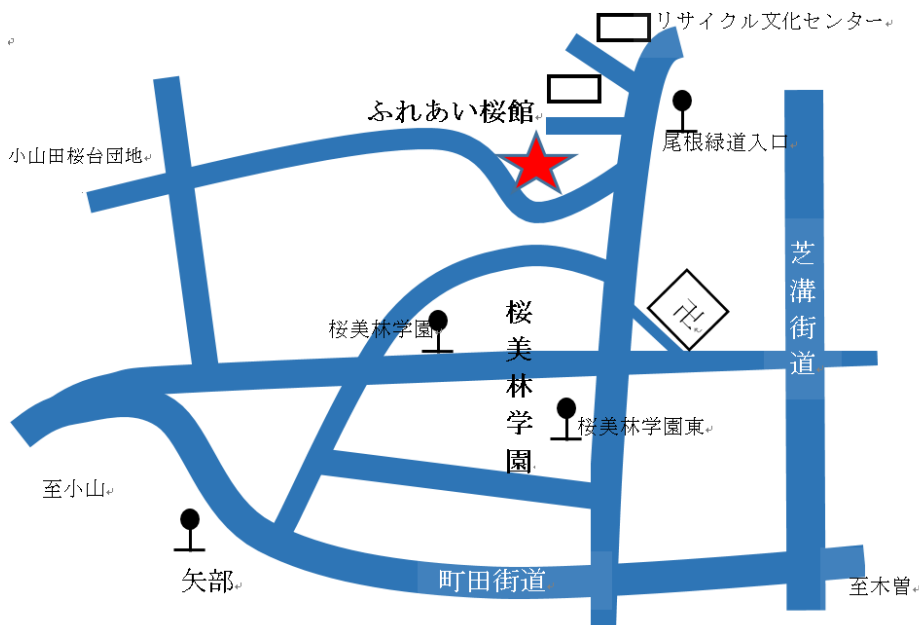 リサイクル文化センター
ふれあい桜館
尾根緑道入口
小山田桜台団地
芝溝街道
卍
桜美林学園
桜美林学園
桜美林学園東
至小山
矢部
町田街道
至木曽